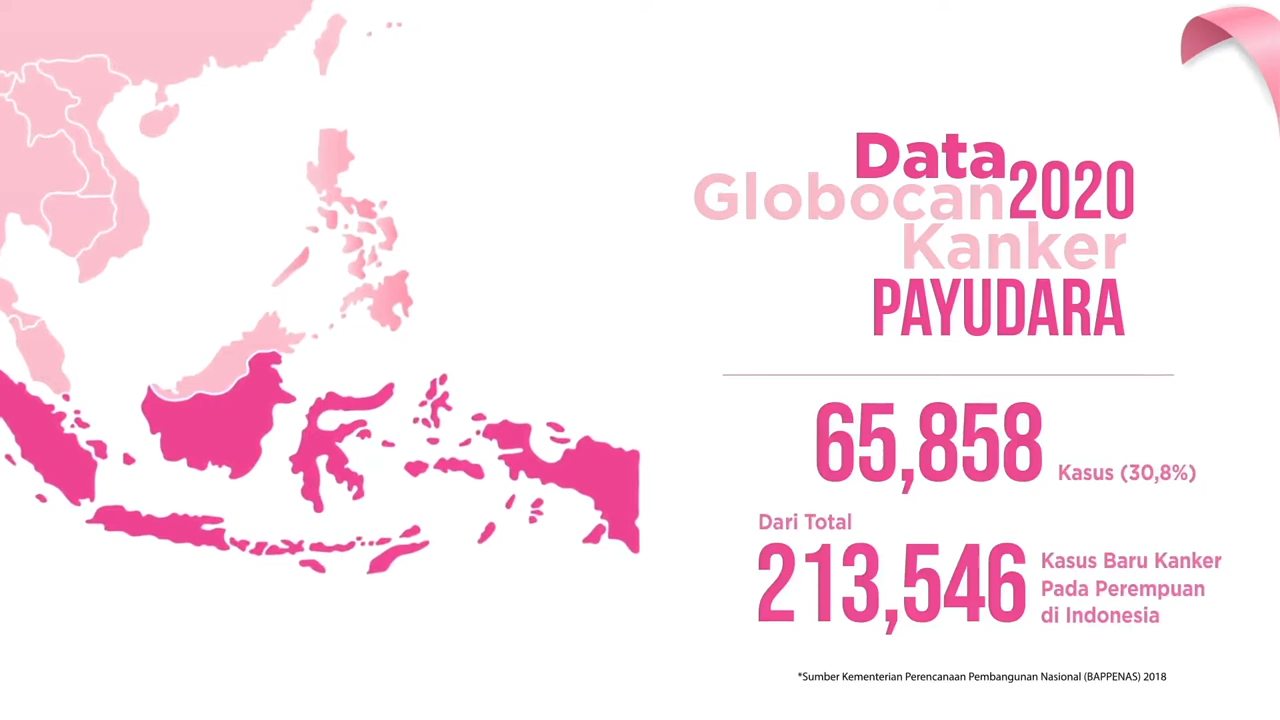 Data
Globocan 2020
Kanker
PAYUDARA
65,858 Kasus (30,8%)
Dari Total
213,546 Kasus Baru Kanker
Pada Perempuan
di Indonesia
*Sumber Kementerian Perencanaan Pembangunan Nasional (BAPPENAS) 2018